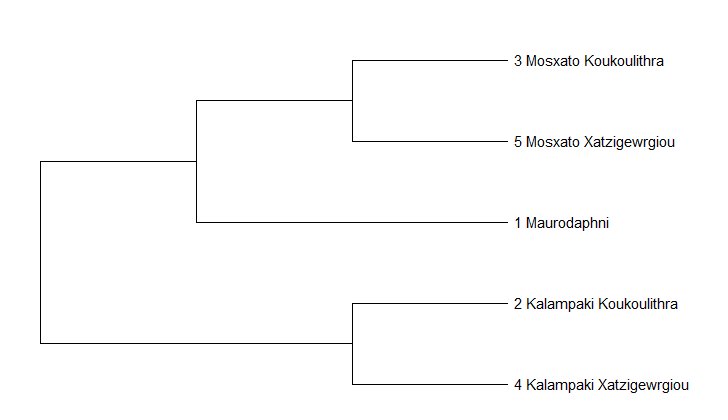 3 Mosxato Koukoulithra
5 Mosxato Xatzigewrgiou
1 Maurodaphni
2 Kalampaki Koukoulithra
4 Kalampaki Xatzigewrgiou